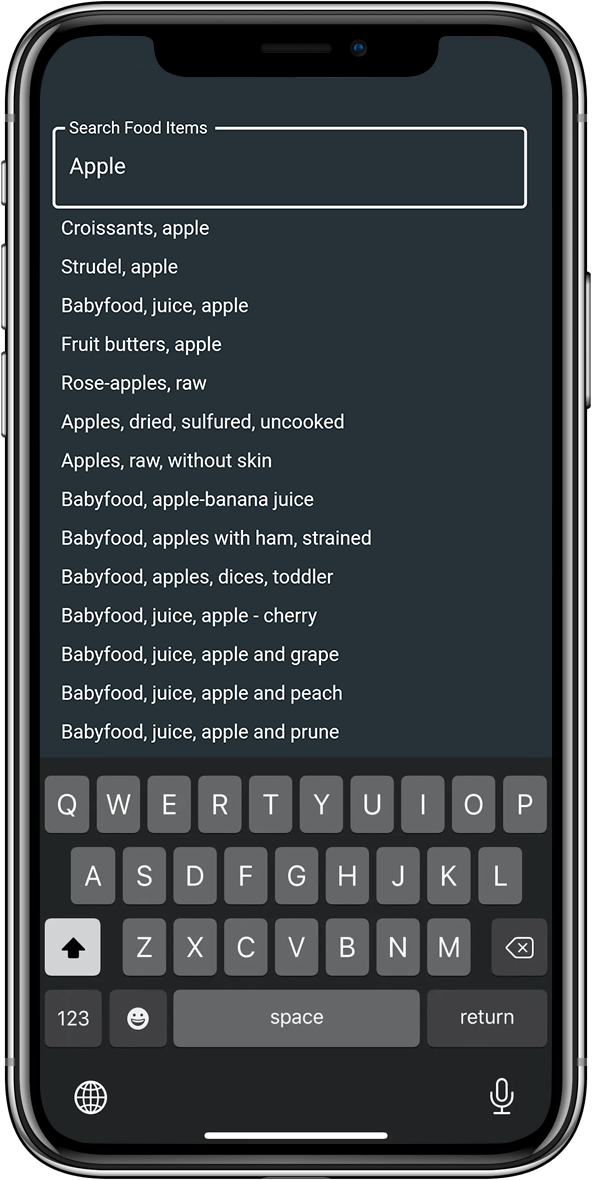 Search Food Items
Apple
Croissants, apple
Strudel, apple
Babyfood, juice, apple
Fruit butters, apple
Rose-apples, raw
Apples, dried, sulfured, uncooked
Apples, raw, without skin
Babyfood, apple-banana juice
Babyfood, apples with ham, strained
Babyfood, apples, dices, toddler
Babyfood, juice, apple - cherry
Babyfood, juice, apple and grape
Babyfood, juice, apple and peach
Babyfood, juice, apple and prune
Q W E R T Y U I O P
A S D F G H J K L
Z X C V B N M
123 space return